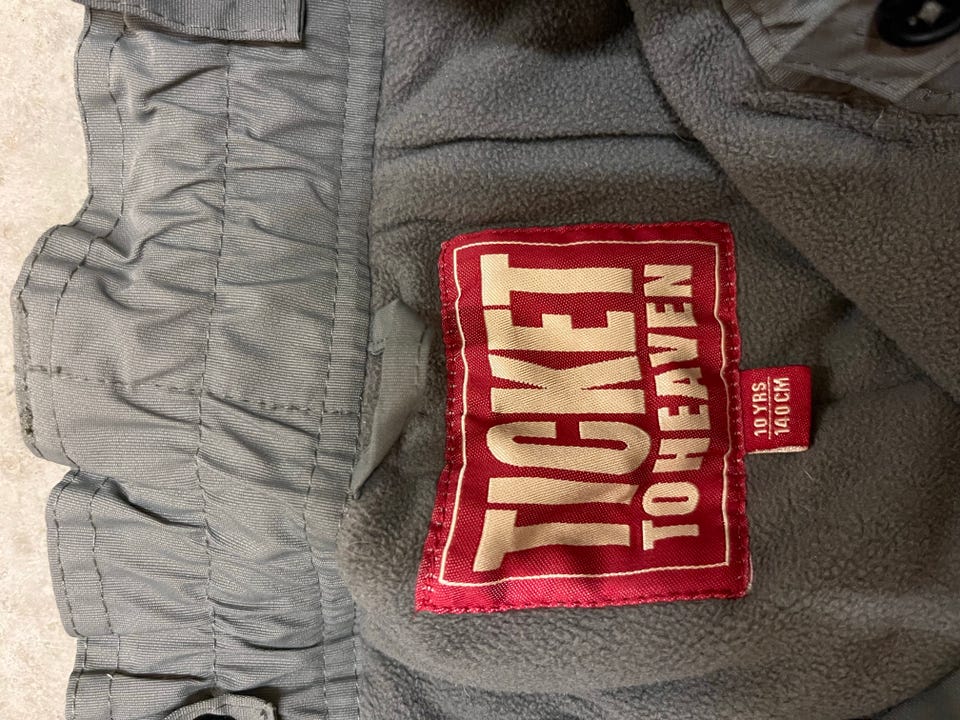 TICKET
TO HEAVEN
10 YRS
140 CM